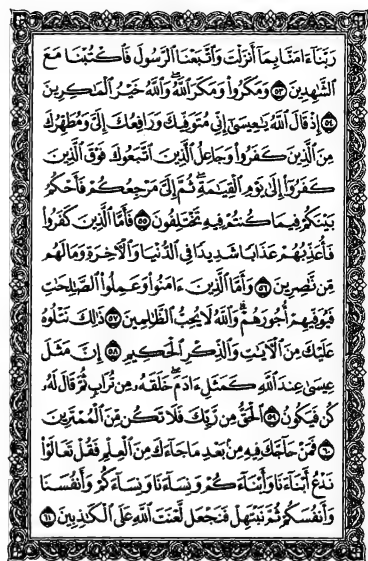 رَبَّنَآ ءَامَنَّا بِمَآ أَنزَلْتَ وَٱتَّبَعْنَا ٱلرَّسُولَ فَٱكْتُبْنَا مَعَ
ٱلشَّٰهِدِينَ ٥٣ وَمَكَرُوا۟ وَمَكَرَ ٱللَّهُ ۖ وَٱللَّهُ خَيْرُ ٱلْمَٰكِرِينَ
٥٤ إِذْ قَالَ ٱللَّهُ يَٰعِيسَىٰٓ إِنِّى مُتَوَفِّيكَ وَرَافِعُكَ إِلَىَّ وَمُطَهِّرُكَ
مِنَ ٱلَّذِينَ كَفَرُوا۟ وَجَاعِلُ ٱلَّذِينَ ٱتَّبَعُوكَ فَوْقَ ٱلَّذِينَ
كَفَرُوٓا۟ إِلَىٰ يَوْمِ ٱلْقِيَٰمَةِ ۖ ثُمَّ إِلَىَّ مَرْجِعُكُمْ فَأَحْكُمُ
بَيْنَكُمْ فِيمَا كُنتُمْ فِيهِ تَخْتَلِفُونَ ٥٥ فَأَمَّا ٱلَّذِينَ كَفَرُوا۟
فَأُعَذِّبُهُمْ عَذَابًا شَدِيدًا فِى ٱلدُّنْيَا وَٱلْءَاخِرَةِ وَمَا لَهُم
مِّن نَّٰصِرِينَ ٥٦ وَأَمَّا ٱلَّذِينَ ءَامَنُوا۟ وَعَمِلُوا۟ ٱلصَّٰلِحَٰتِ
فَيُوَفِّيهِمْ أُجُورَهُمْ ۗ وَٱللَّهُ لَا يُحِبُّ ٱلظَّٰلِمِينَ ٥٧ ذَٰلِكَ نَتْلُوهُ
عَلَيْكَ مِنَ ٱلْءَايَٰتِ وَٱلذِّكْرِ ٱلْحَكِيمِ ٥٨ إِنَّ مَثَلَ
عِيسَىٰ عِندَ ٱللَّهِ كَمَثَلِ ءَادَمَ ۖ خَلَقَهُۥ مِن تُرَابٍ ثُمَّ قَالَ لَهُۥ
كُن فَيَكُونُ ٥٩ ٱلْحَقُّ مِن رَّبِّكَ فَلَا تَكُن مِّنَ ٱلْمُمْتَرِينَ
٦٠ فَمَنْ حَآجَّكَ فِيهِ مِنۢ بَعْدِ مَا جَآءَكَ مِنَ ٱلْعِلْمِ فَقُلْ تَعَالَوْا۟
نَدْعُ أَبْنَآءَنَا وَأَبْنَآءَكُمْ وَنِسَآءَنَا وَنِسَآءَكُمْ وَأَنفُسَنَا
وَأَنفُسَكُمْ ثُمَّ نَبْتَهِلْ فَنَجْعَل لَّعْنَتَ ٱللَّهِ عَلَى ٱلْكَٰذِبِينَ ٦١